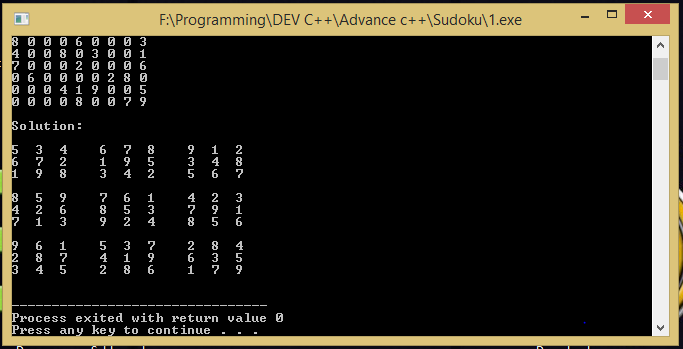 F:\Programming\DEV C++\Advance c++\Sudoku\1.exe
8 0 0 0 6 0 0 0 3
4 0 0 8 0 3 0 0 1
7 0 0 0 2 0 0 0 6
0 6 0 0 0 0 2 8 0
0 0 0 4 1 9 0 0 5
0 0 0 0 8 0 0 7 9
Solution:
5 3 4 6 7 8 9 1 2
6 7 2 1 9 5 3 4 8
1 9 8 3 4 2 5 6 7
8 5 9 7 6 1 4 2 3
4 2 6 8 5 3 7 9 1
7 1 3 9 2 4 8 5 6
9 6 1 5 3 7 2 8 4
2 8 7 4 1 9 6 3 5
3 4 5 2 8 6 1 7 9
--------------------------------
Process exited with return value 0
Press any key to continue . . .